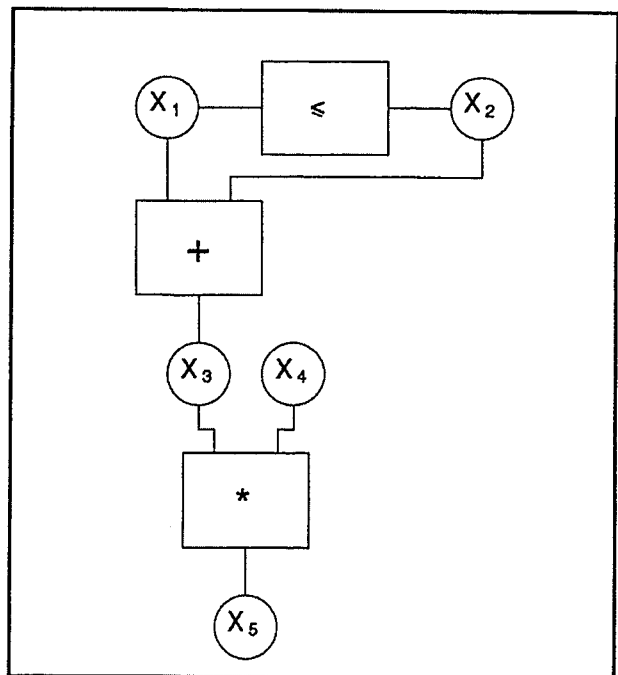 X₁ ≤ X₂
+
X₃ X₄
*
X₅